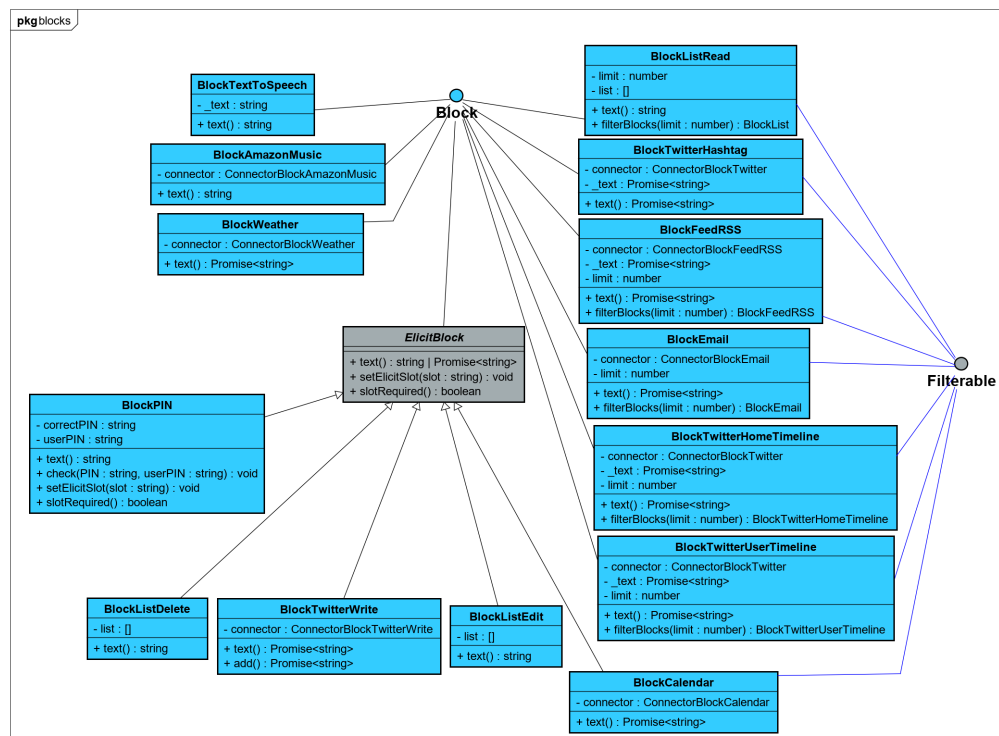 pkg blocks
BlockTextToSpeech
- _text : string
+ text() : string
BlockAmazonMusic
- connector : ConnectorBlockAmazonMusic
+ text() : string
BlockWeather
- connector : ConnectorBlockWeather
+ text() : Promise<string>
Block
BlockListRead
- limit : number
- list : []
+ text() : string
+ filterBlocks(limit : number) : BlockList
BlockTwitterHashtag
- connector : ConnectorBlockTwitter
- _text : Promise<string>
+ text() : Promise<string>
BlockFeedRSS
- connector : ConnectorBlockFeedRSS
- _text : Promise<string>
- limit : number
+ text() : Promise<string>
+ filterBlocks(limit : number) : BlockFeedRSS
ElicitBlock
+ text() : string | Promise<string>
+ setElicitSlot(slot : string) : void
+ slotRequired() : boolean
BlockEmail
- connector : ConnectorBlockEmail
- limit : number
+ text() : Promise<string>
+ filterBlocks(limit : number) : BlockEmail
Filterable
BlockPIN
- correctPIN : string
- userPIN : string
+ text() : string
+ check(PIN : string, userPIN : string) : void
+ setElicitSlot(slot : string) : void
+ slotRequired() : boolean
BlockTwitterHomeTimeline
- connector : ConnectorBlockTwitter
- _text : Promise<string>
- limit : number
+ text() : Promise<string>
+ filterBlocks(limit : number) : BlockTwitterHomeTimeline
BlockTwitterUserTimeline
- connector : ConnectorBlockTwitter
- _text : Promise<string>
- limit : number
+ text() : Promise<string>
+ filterBlocks(limit : number) : BlockTwitterUserTimeline
BlockListDelete
- list : []
+ text() : string
BlockTwitterWrite
- connector : ConnectorBlockTwitterWrite
+ text() : Promise<string>
+ add() : Promise<string>
BlockListEdit
- list : []
+ text() : string
BlockCalendar
- connector : ConnectorBlockCalendar
+ text() : Promise<string>